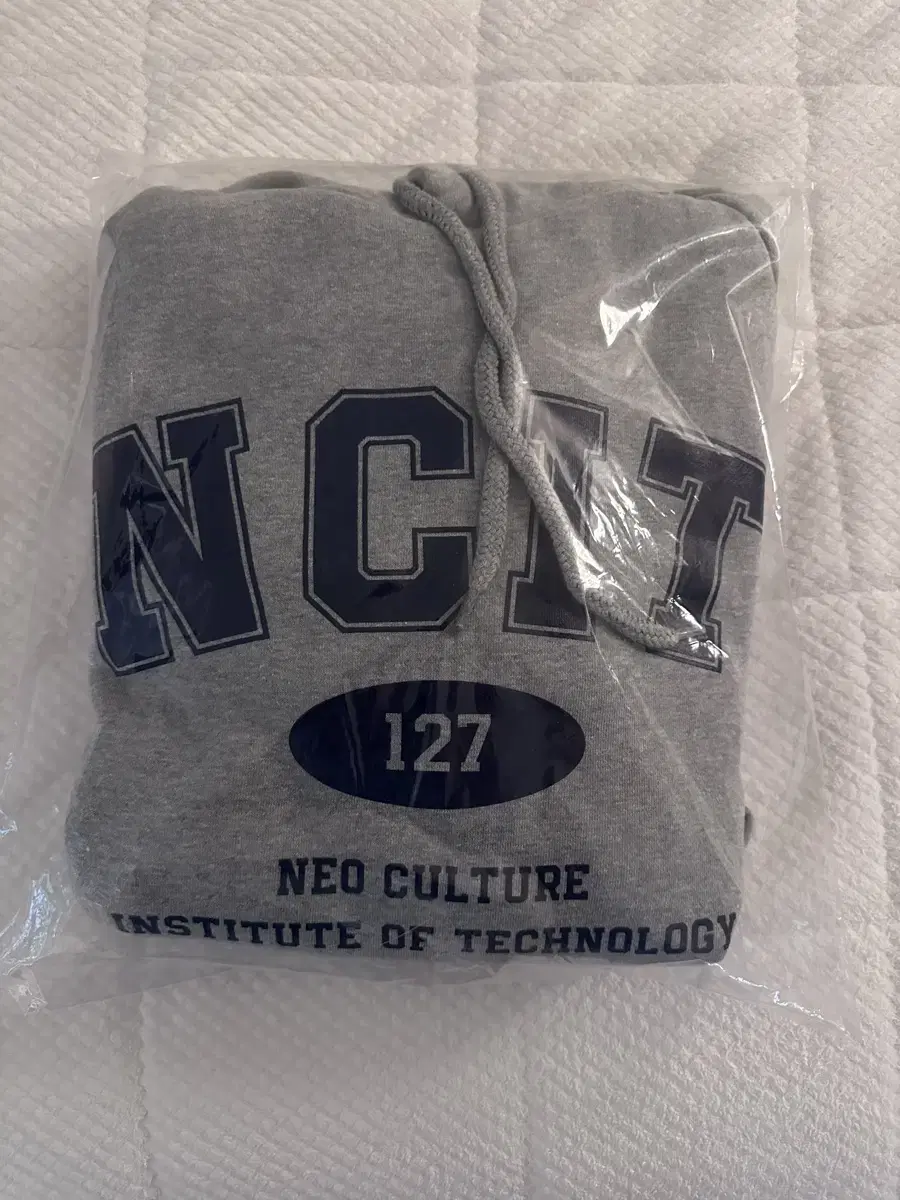 NCIT
127
NEO CULTURE
INSTITUTE OF TECHNOLOGY